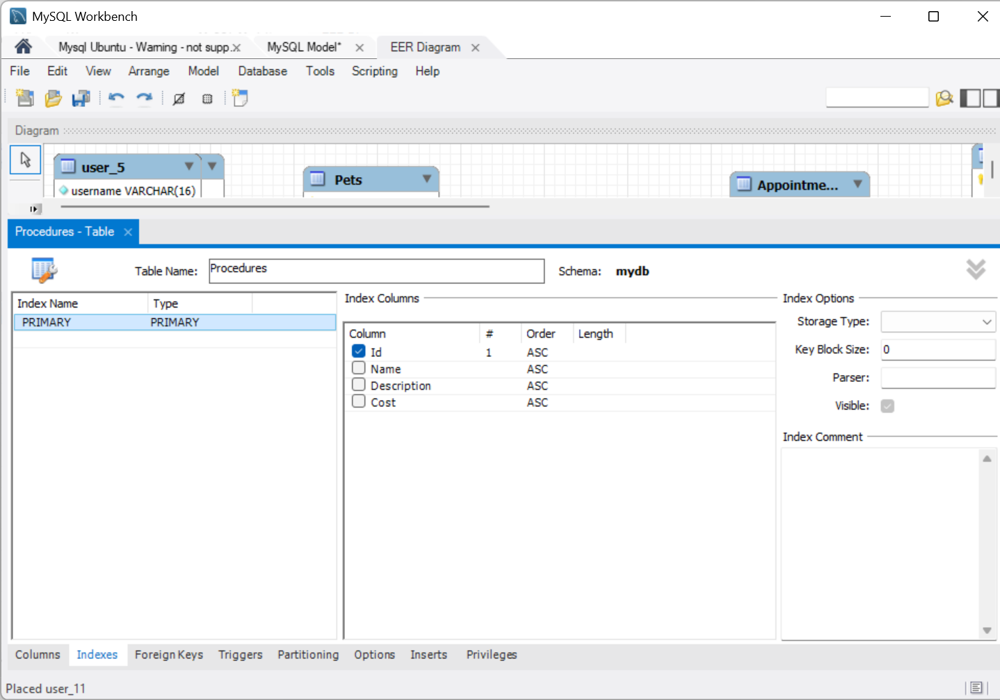 MySQL Workbench
Mysql Ubuntu - Warning - not supp.
MySQL Model*
EER Diagram
File Edit View Arrange Model Database Tools Scripting Help
Diagram
user_5
username VARCHAR(16)
Pets
Appointme...
Procedures - Table
Table Name: Procedures
Schema: mydb
Index Name Type
PRIMARY PRIMARY
Index Columns
Column # Order Length
Id 1 ASC
Name ASC
Description ASC
Cost ASC
Index Options
Storage Type:
Key Block Size: 0
Parser:
Visible:
Index Comment
Columns Indexes Foreign Keys Triggers Partitioning Options Inserts Privileges
Placed user_11